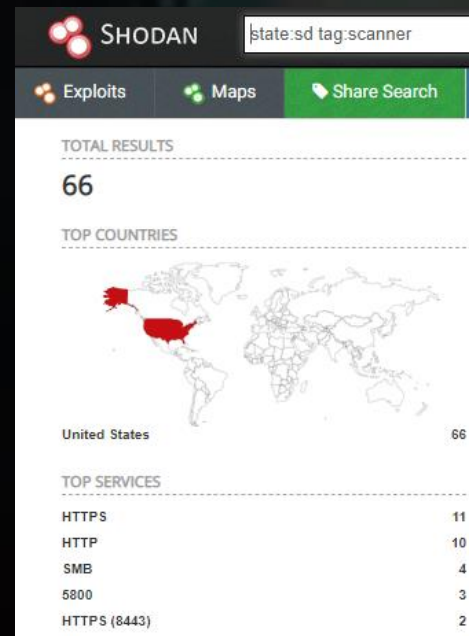 SHODAN state:sd tag:scanner
Exploits Maps Share Search
TOTAL RESULTS
66
TOP COUNTRIES
United States 66
TOP SERVICES
HTTPS 11
HTTP 10
SMB 4
5800 3
HTTPS (8443) 2